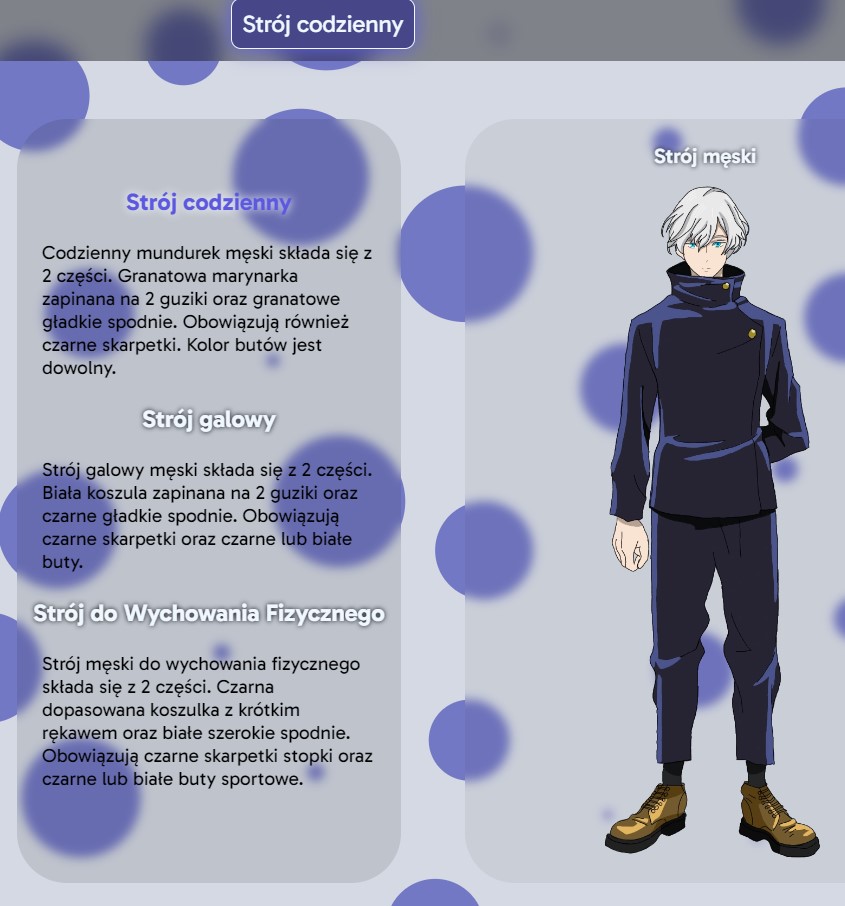 Strój codzienny
Strój codzienny
Codzienny mundurek męski składa się z
2 części. Granatowa marynarka
zapinana na 2 guziki oraz granatowe
gładkie spodnie. Obowiązują również
czarne skarpetki. Kolor butów jest
dowolny.
Strój galowy
Strój galowy męski składa się z 2 części.
Biała koszula zapinana na 2 guziki oraz
czarne gładkie spodnie. Obowiązują
czarne skarpetki oraz czarne lub białe
buty.
Strój do Wychowania Fizycznego
Strój męski do wychowania fizycznego
składa się z 2 części. Czarna
dopasowana koszulka z krótkim
rękawem oraz białe szerokie spodnie.
Obowiązują czarne skarpetki stopki oraz
czarne lub białe buty sportowe.
Strój męski